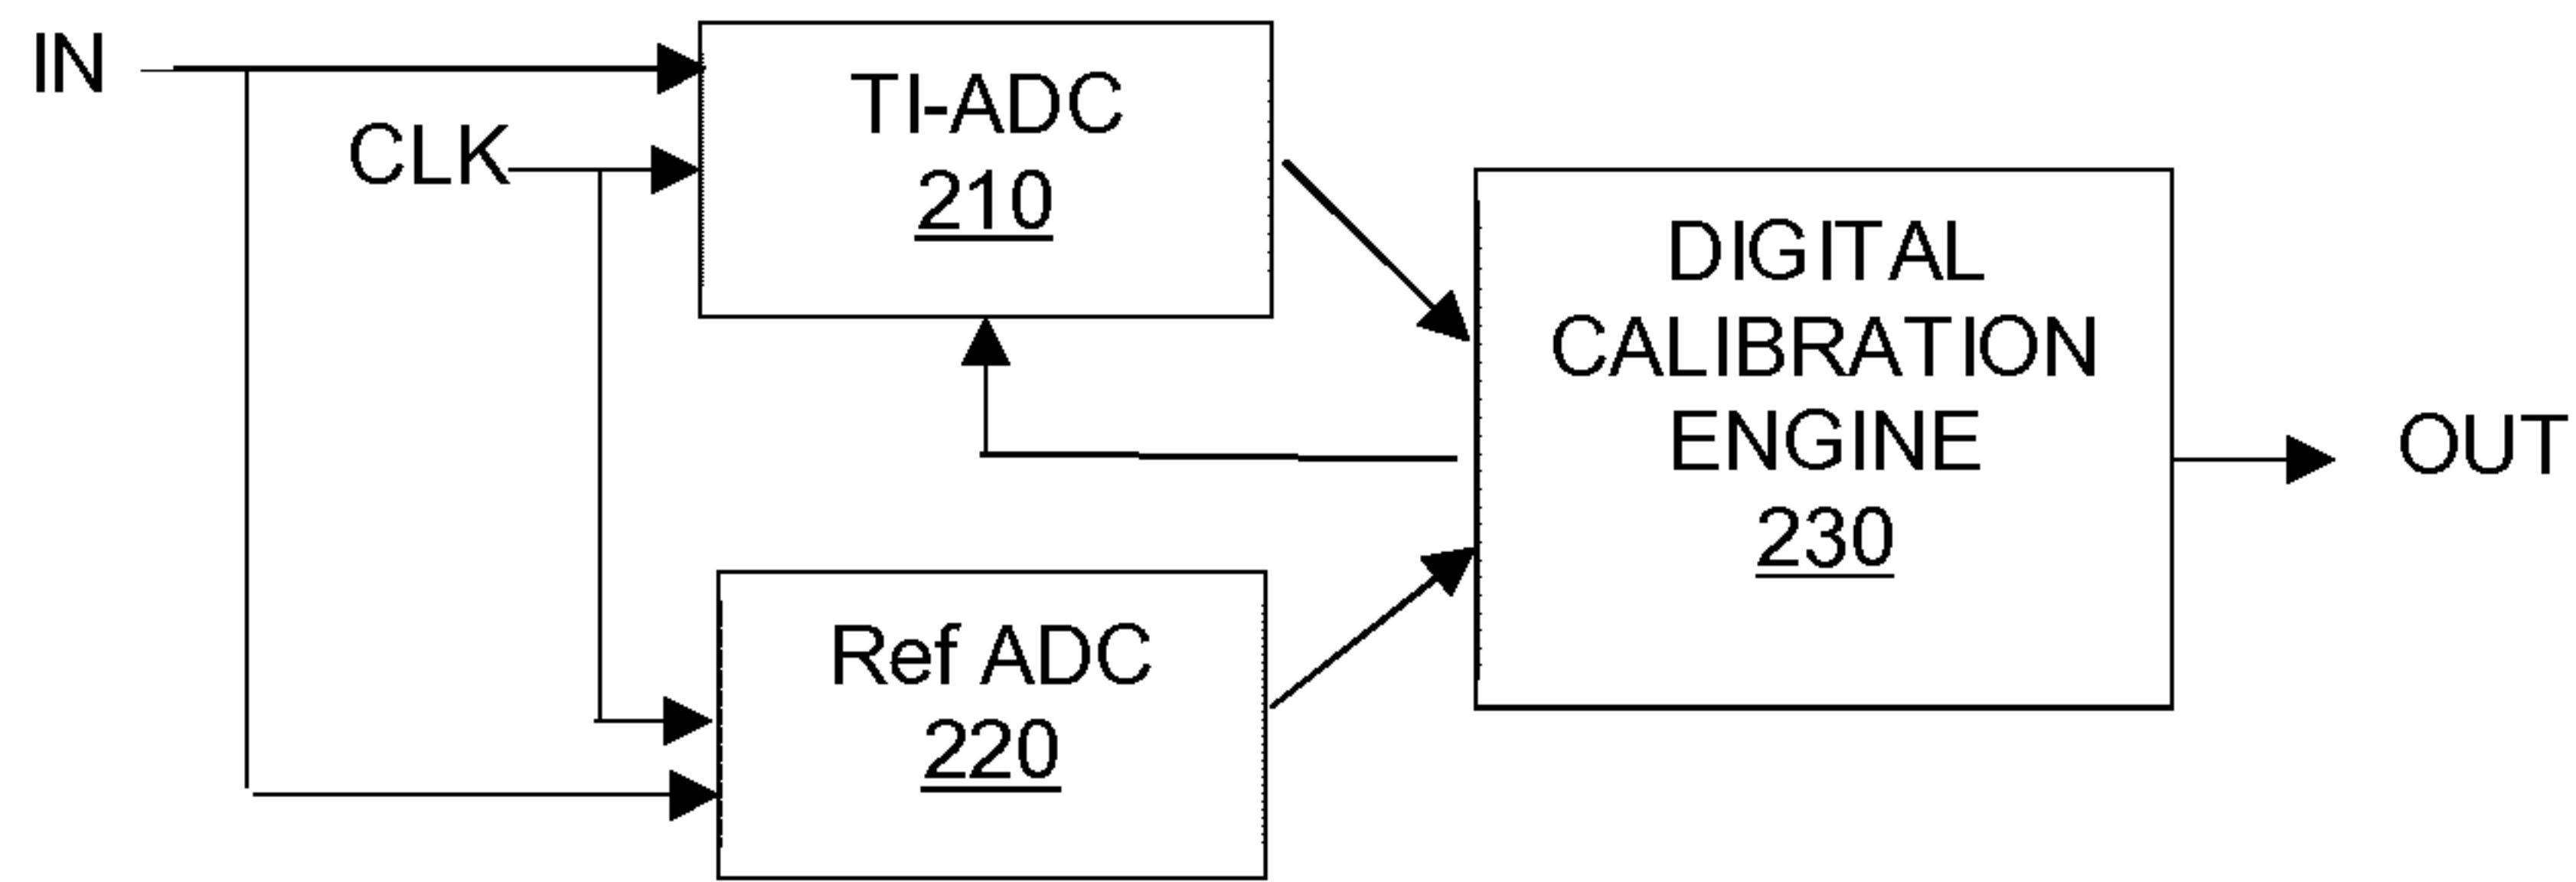 IN
CLK
TI-ADC
210
DIGITAL
CALIBRATION
ENGINE
230
OUT
Ref ADC
220